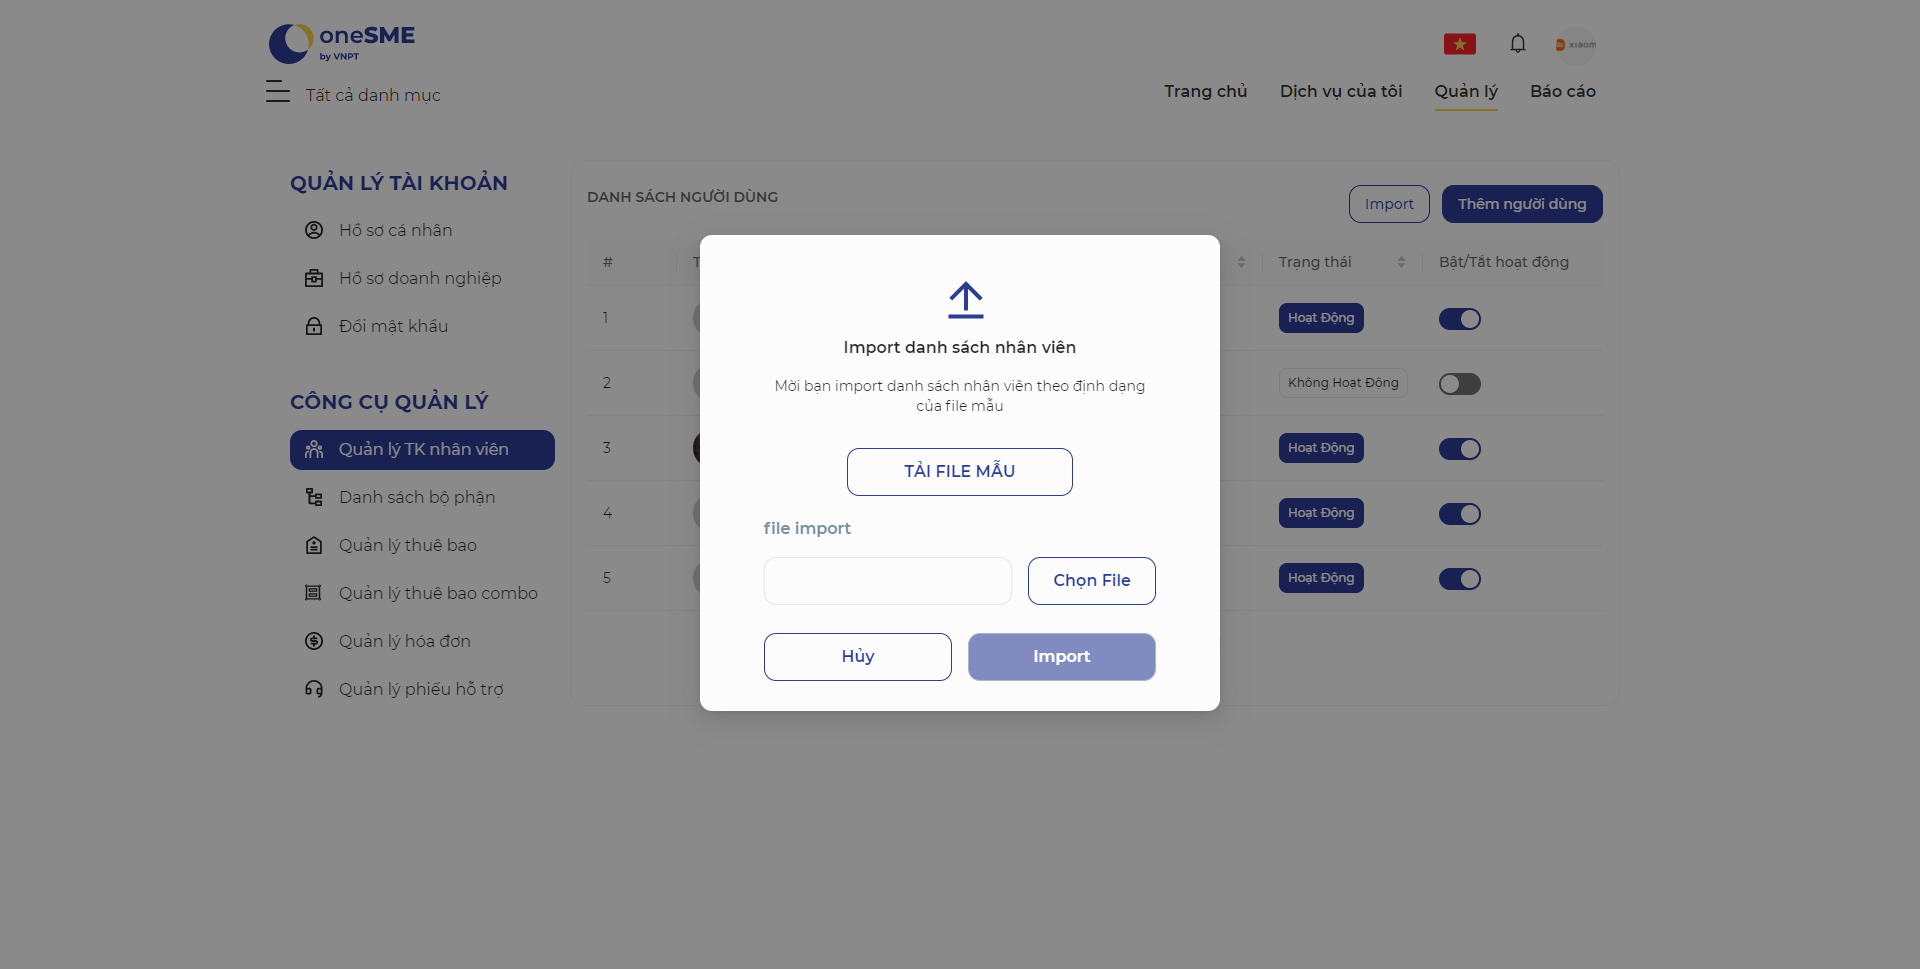 oneSME
by VNPT
Tất cả danh mục
xiaom
Trang chủ
Dịch vụ của tôi
Quản lý
Báo cáo
QUẢN LÝ TÀI KHOẢN
Hồ sơ cá nhân
Hồ sơ doanh nghiệp
Đổi mật khẩu
CÔNG CỤ QUẢN LÝ
Quản lý TK nhân viên
Danh sách bộ phận
Quản lý thuê bao
Quản lý thuê bao combo
Quản lý hóa đơn
Quản lý phiếu hỗ trợ
DANH SÁCH NGƯỜI DÙNG
Import
Thêm người dùng
# T Trạng thái Bật/Tắt hoạt động
1 Hoạt Động
2 Không Hoạt Động
3 Hoạt Động
4 Hoạt Động
5 Hoạt Động
Import danh sách nhân viên
Mời bạn import danh sách nhân viên theo định dạng
của file mẫu
TẢI FILE MẪU
file import
Chọn File
Hủy
Import